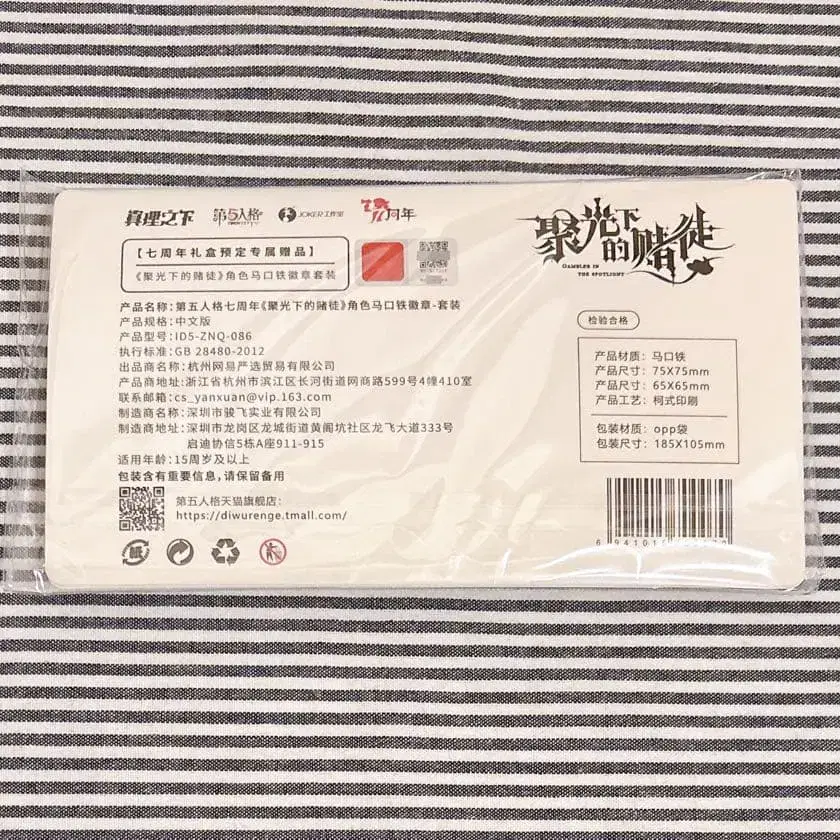 真理之下 第5人格 JOKER工作室 七周年
聚光下的赌徒
GAMBLER IN
THE SPOTLIGHT
【七周年礼盒预定专属赠品】
《聚光下的赌徒》角色马口铁徽章套装
产品名称：第五人格七周年《聚光下的赌徒》角色马口铁徽章-套装
产品规格：中文版
产品型号：ID5-ZNQ-086
执行标准：GB 28480-2012
出品商名称：杭州网易严选贸易有限公司
产品商地址：浙江省杭州市滨江区长河街道网商路599号4幢410室
联系邮箱：cs_yanxuan@vip.163.com
制造商名称：深圳市骏飞实业有限公司
制造商地址：深圳市龙岗区龙城街道黄阁坑社区龙飞大道333号
启迪协信5栋A座911-915
适用年龄：15周岁及以上
包装含有重要信息，请保留备用
第五人格天猫旗舰店：
https://diwurenge.tmall.com/
检验合格
产品材质：马口铁
产品尺寸：75X75mm
产品尺寸：65X65mm
产品工艺：柯式印刷
包装材质：opp袋
包装尺寸：185X105mm